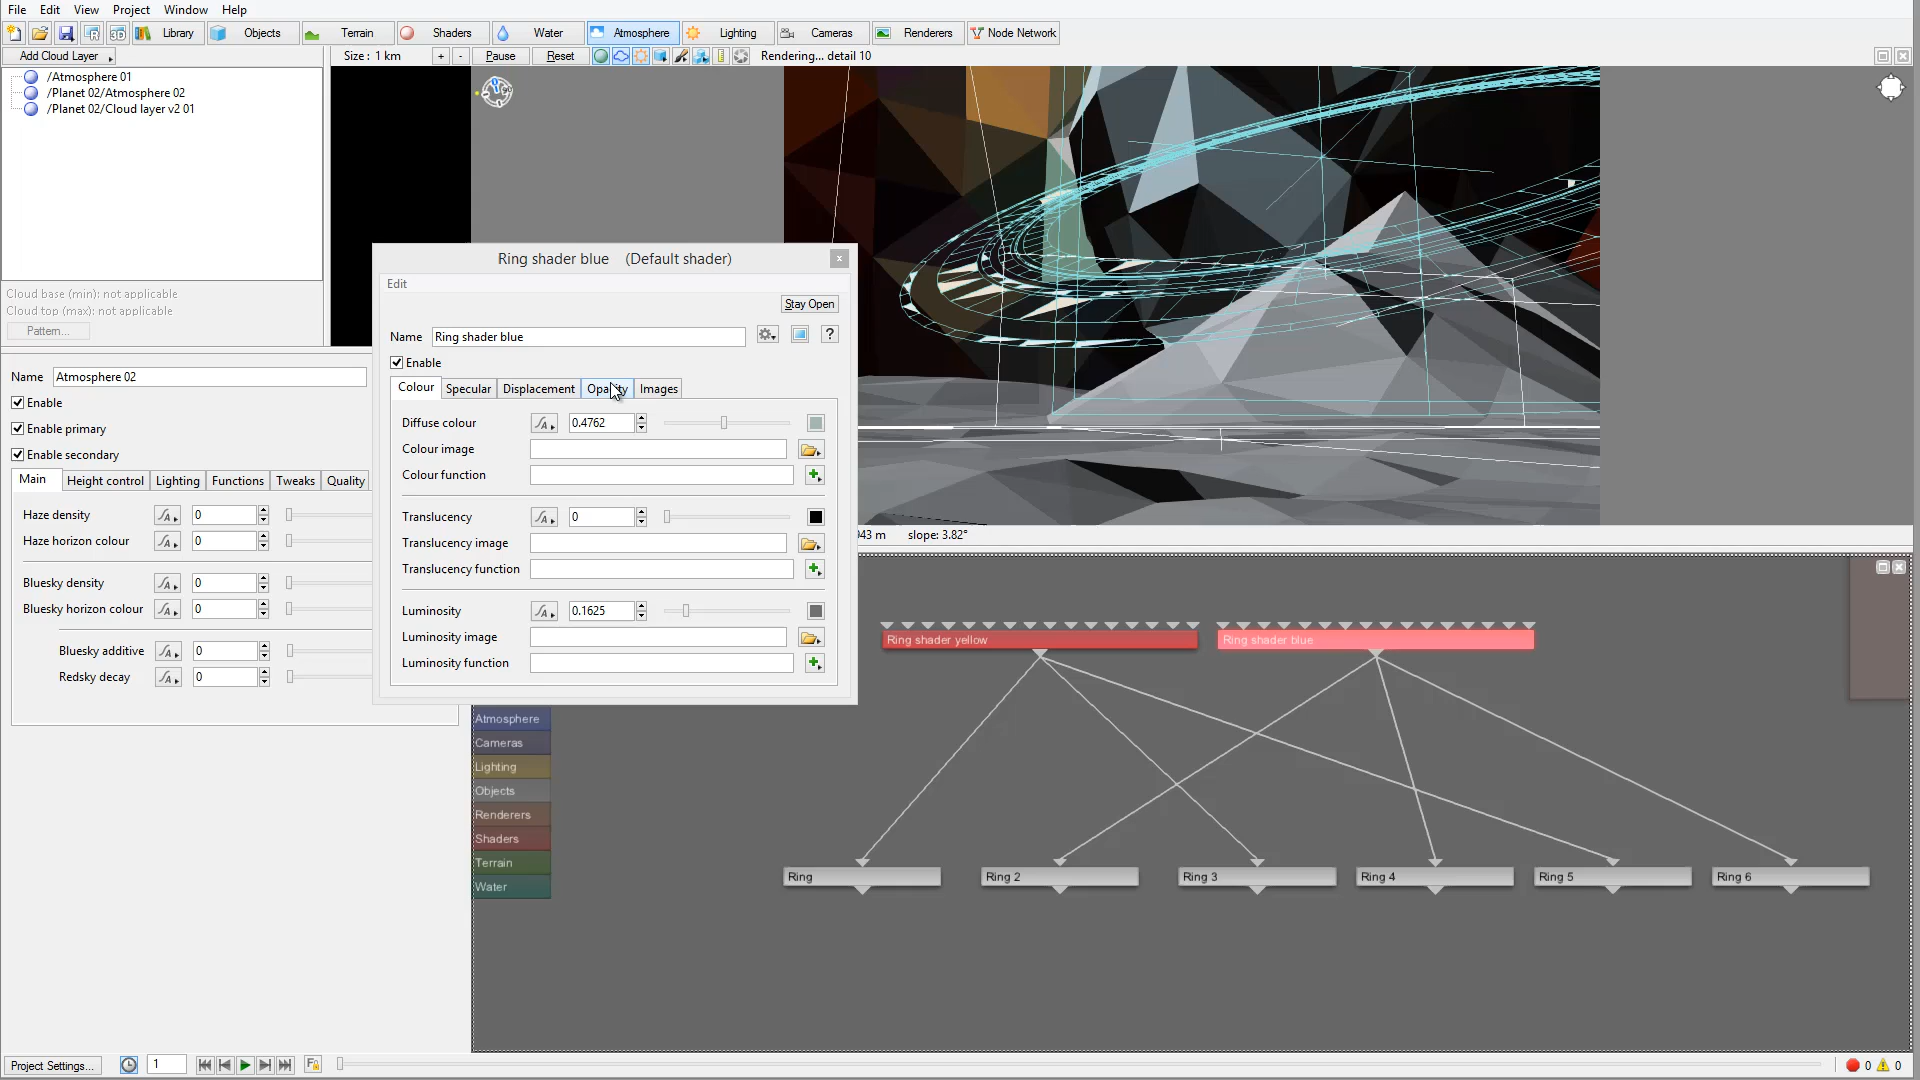 File Edit View Project Window Help
Library Objects Terrain Shaders Water Atmosphere Lighting Cameras Renderers Node Network
Add Cloud Layer
Size : 1 km + - Pause Reset Rendering... detail 10
/Atmosphere 01
/Planet 02/Atmosphere 02
/Planet 02/Cloud layer v2 01
Cloud base (min): not applicable
Cloud top (max): not applicable
Pattern...
Name Atmosphere 02
Enable
Enable primary
Enable secondary
Main Height control Lighting Functions Tweaks Quality
Haze density 0
Haze horizon colour 0
Bluesky density 0
Bluesky horizon colour 0
Bluesky additive 0
Redsky decay 0
Ring shader blue (Default shader)
Edit
Stay Open
Name Ring shader blue ?
Enable
Colour Specular Displacement Opacity Images
Diffuse colour 0.4762
Colour image
Colour function
Translucency 0
Translucency image
Translucency function
Luminosity 0.1625
Luminosity image
Luminosity function
43 m slope: 3.82°
Ring shader yellow
Ring shader blue
Atmosphere
Cameras
Lighting
Objects
Renderers
Shaders
Terrain
Water
Ring
Ring 2
Ring 3
Ring 4
Ring 5
Ring 6
Project Settings... 1 0 0